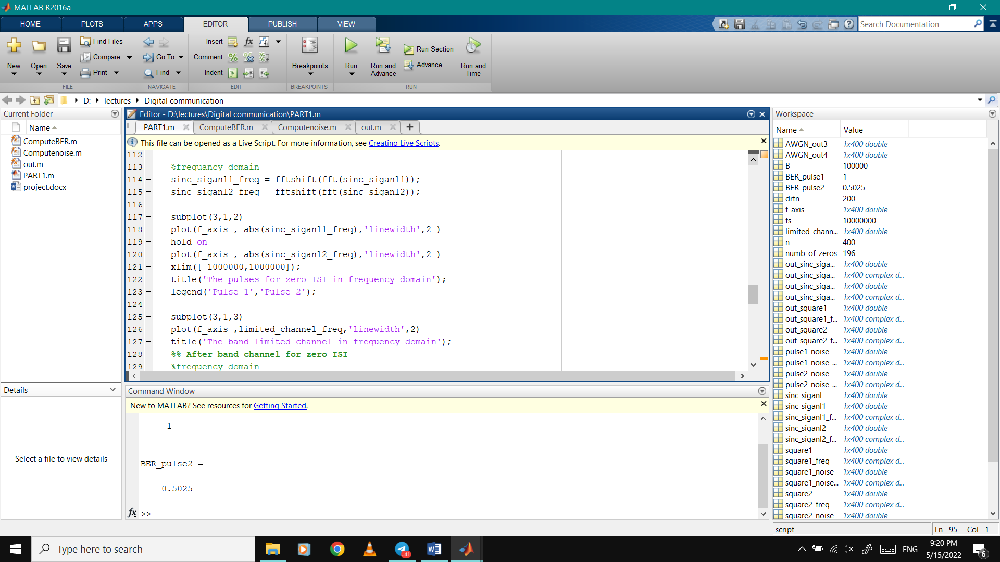 MATLAB R2016a
HOME PLOTS APPS EDITOR PUBLISH VIEW
Search Documentation
New
Open
Save
Find Files
Compare
Print
FILE
Go To
Find
NAVIGATE
Insert
Comment
Indent
EDIT
Breakpoints
BREAKPOINTS
Run
Run and Advance
Run Section
Advance
Run and Time
RUN
D: lectures Digital communication
Current Folder
Name
ComputeBER.m
Computenoise.m
out.m
PART1.m
project.docx
Details
Select a file to view details
Editor - D:\lectures\Digital communication\PART1.m
PART1.m ComputeBER.m Computenoise.m out.m
This file can be opened as a Live Script. For more information, see Creating Live Scripts.
112
113 %frequancy domain
114 – sinc_siganl1_freq = fftshift(fft(sinc_siganl1));
115 – sinc_siganl2_freq = fftshift(fft(sinc_siganl2));
116
117 – subplot(3,1,2)
118 – plot(f_axis , abs(sinc_siganl1_freq),'linewidth',2 )
119 – hold on
120 – plot(f_axis , abs(sinc_siganl2_freq),'linewidth',2 )
121 – xlim([-1000000,1000000]);
122 – title('The pulses for zero ISI in frequency domain');
123 – legend('Pulse 1','Pulse 2');
124
125 – subplot(3,1,3)
126 – plot(f_axis ,limited_channel_freq,'linewidth',2)
127 – title('The band limited channel in frequency domain');
128 %% After band channel for zero ISI
129 %frequency domain
Command Window
New to MATLAB? See resources for Getting Started.
1
BER_pulse2 =
0.5025
fx >>
Workspace
Name Value
AWGN_out3 1x400 double
AWGN_out4 1x400 double
B 100000
BER_pulse1 1
BER_pulse2 0.5025
drtn 200
f_axis 1x400 double
fs 10000000
limited_chann... 1x400 double
n 400
numb_of_zeros 196
out_sinc_siga... 1x400 double
out_sinc_siga... 1x400 complex d...
out_sinc_siga... 1x400 double
out_sinc_siga... 1x400 complex d...
out_square1 1x400 double
out_square1_f... 1x400 complex d...
out_square2 1x400 double
out_square2_f... 1x400 complex d...
pulse1_noise 1x400 double
pulse1_noise_... 1x400 complex d...
pulse2_noise 1x400 double
pulse2_noise_... 1x400 complex d...
sinc_siganl 1x400 double
sinc_siganl1 1x400 double
sinc_siganl1_f... 1x400 complex d...
sinc_siganl2 1x400 double
sinc_siganl2_f... 1x400 complex d...
square1 1x400 double
square1_freq 1x400 complex d...
square1_noise 1x400 double
square1_noise... 1x400 complex d...
square2 1x400 double
square2_freq 1x400 complex d...
square2_noise 1x400 double
script Ln 95 Col 1
Type here to search
41
ENG
9:20 PM
5/15/2022
6